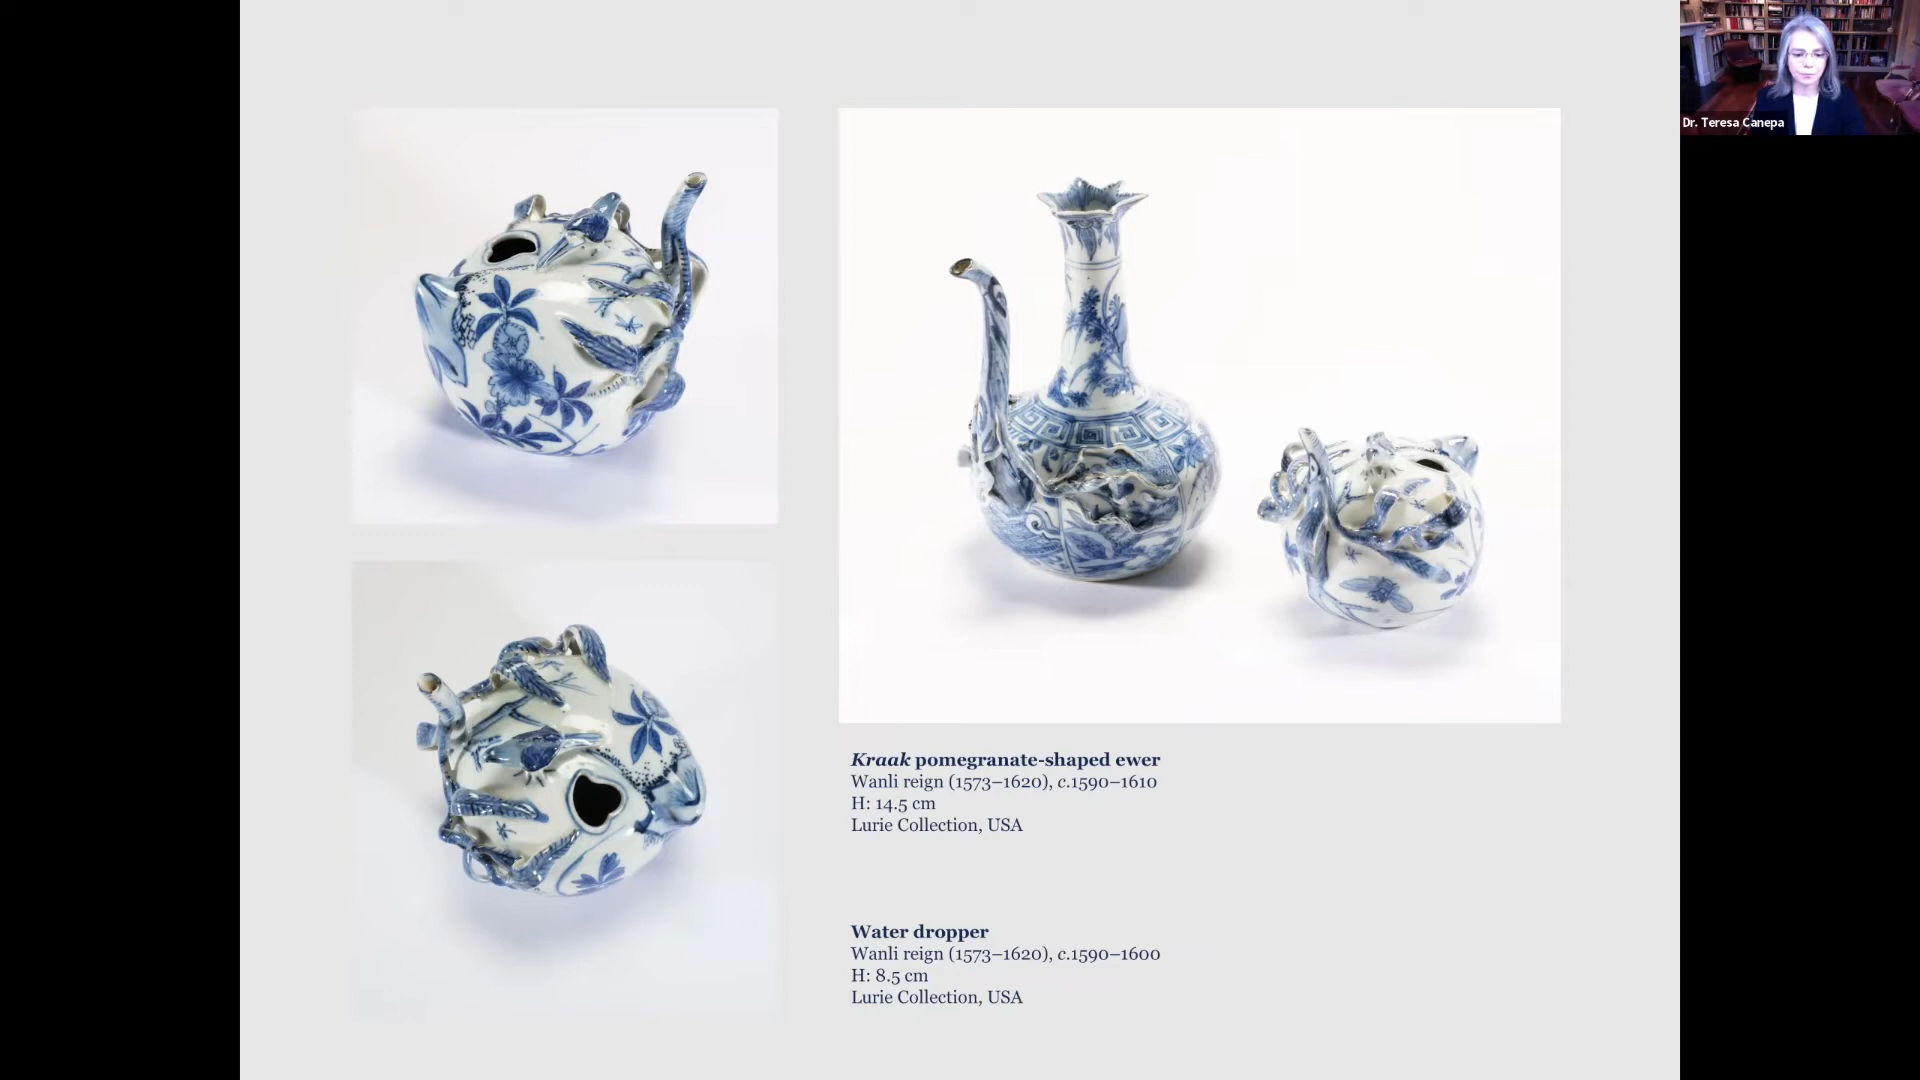 Dr. Teresa Canepa
Kraak pomegranate-shaped ewer
Wanli reign (1573–1620), c.1590–1610
H: 14.5 cm
Lurie Collection, USA
Water dropper
Wanli reign (1573–1620), c.1590–1600
H: 8.5 cm
Lurie Collection, USA